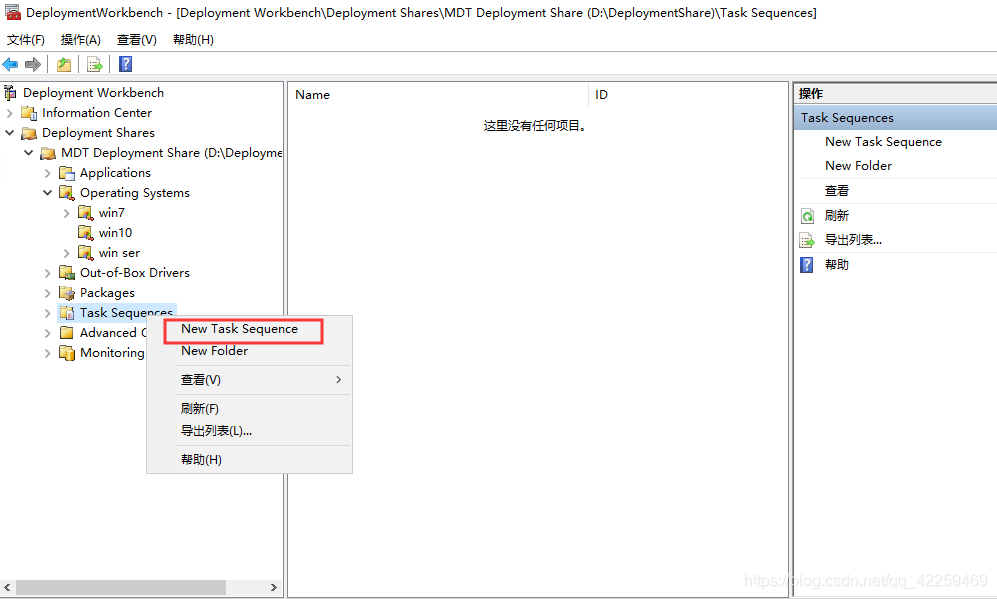 DeploymentWorkbench - [Deployment Workbench\Deployment Shares\MDT Deployment Share (D:\DeploymentShare)\Task Sequences]
文件(F) 操作(A) 查看(V) 帮助(H)
Deployment Workbench
Information Center
Deployment Shares
MDT Deployment Share (D:\Deployme
Applications
Operating Systems
win7
win10
win ser
Out-of-Box Drivers
Packages
Task Sequences
Advanced C
Monitoring
New Task Sequence
New Folder
查看(V)
刷新(F)
导出列表(L)...
帮助(H)
Name ID
这里没有任何项目。
操作
Task Sequences
New Task Sequence
New Folder
查看
刷新
导出列表...
帮助
https://blog.csdn.net/qq_42259469